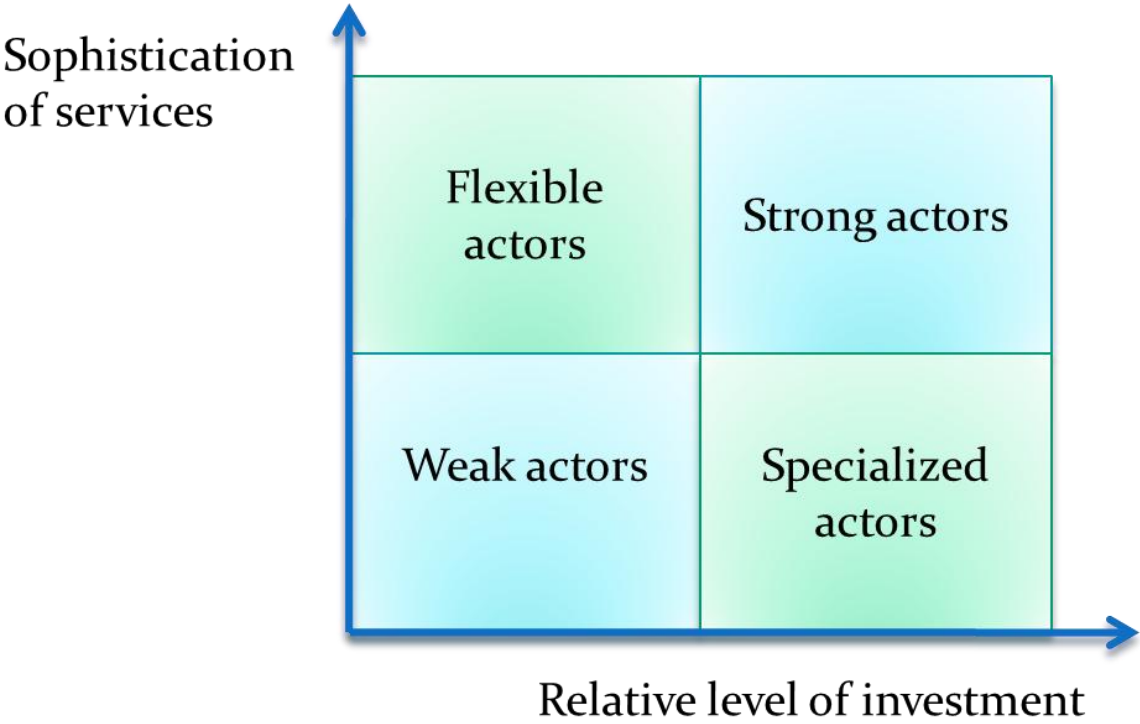 Sophistication
of services
Flexible
actors
Strong actors
Weak actors
Specialized
actors
Relative level of investment